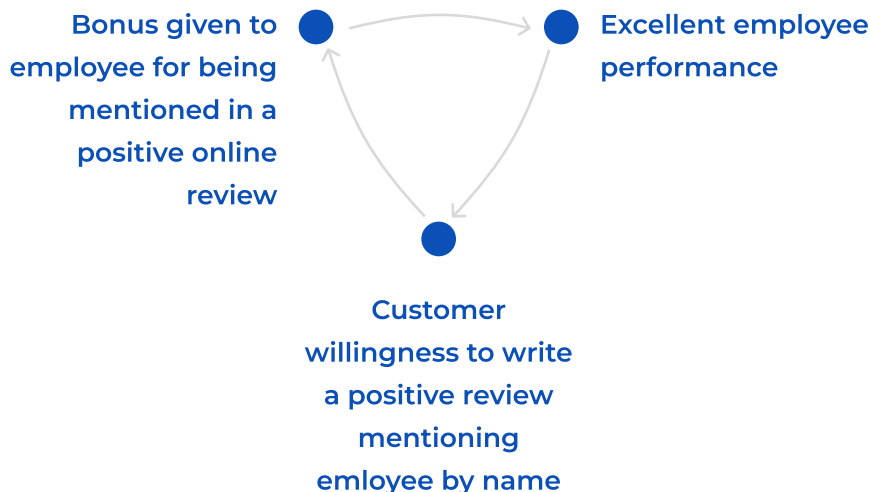 Bonus given to
employee for being
mentioned in a
positive online
review
Excellent employee
performance
Customer
willingness to write
a positive review
mentioning
emloyee by name